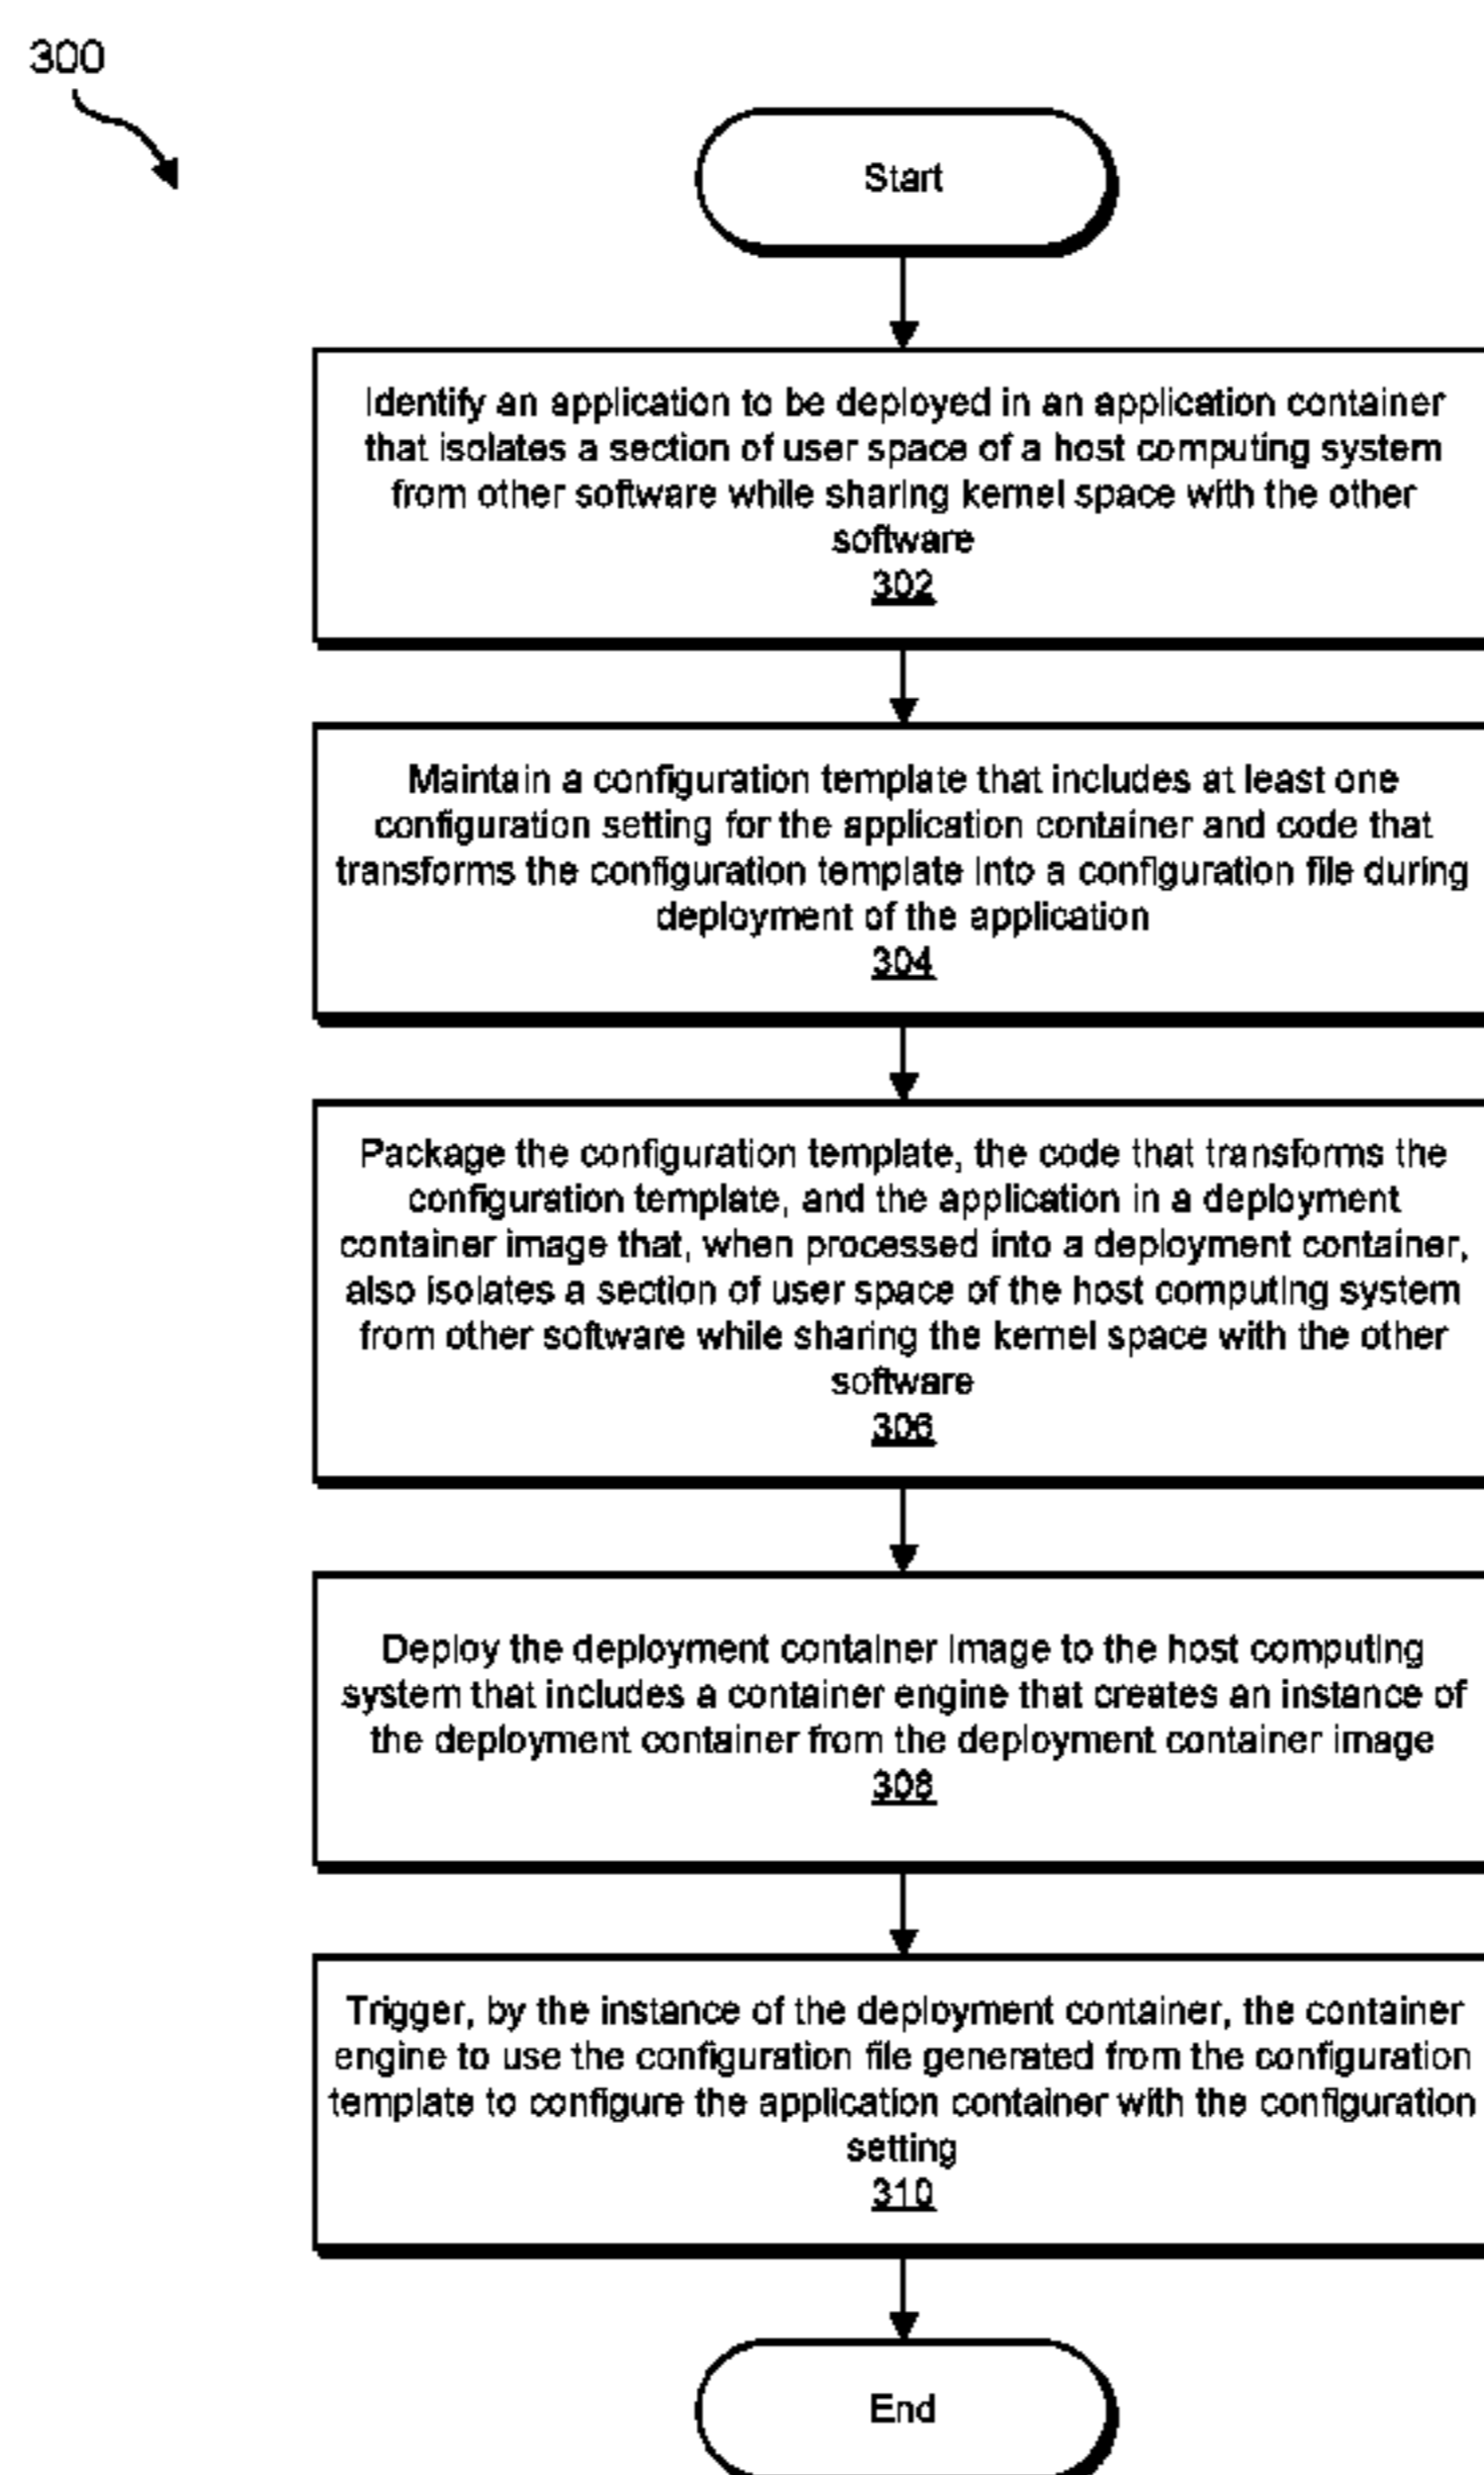 300
Start
Identify an application to be deployed in an application container
that isolates a section of user space of a host computing system
from other software while sharing kernel space with the other
software
302
Maintain a configuration template that includes at least one
configuration setting for the application container and code that
transforms the configuration template into a configuration file during
deployment of the application
304
Package the configuration template, the code that transforms the
configuration template, and the application in a deployment
container image that, when processed into a deployment container,
also isolates a section of user space of the host computing system
from other software while sharing the kernel space with the other
software
306
Deploy the deployment container image to the host computing
system that includes a container engine that creates an instance of
the deployment container from the deployment container image
308
Trigger, by the instance of the deployment container, the container
engine to use the configuration file generated from the configuration
template to configure the application container with the configuration
setting
310
End